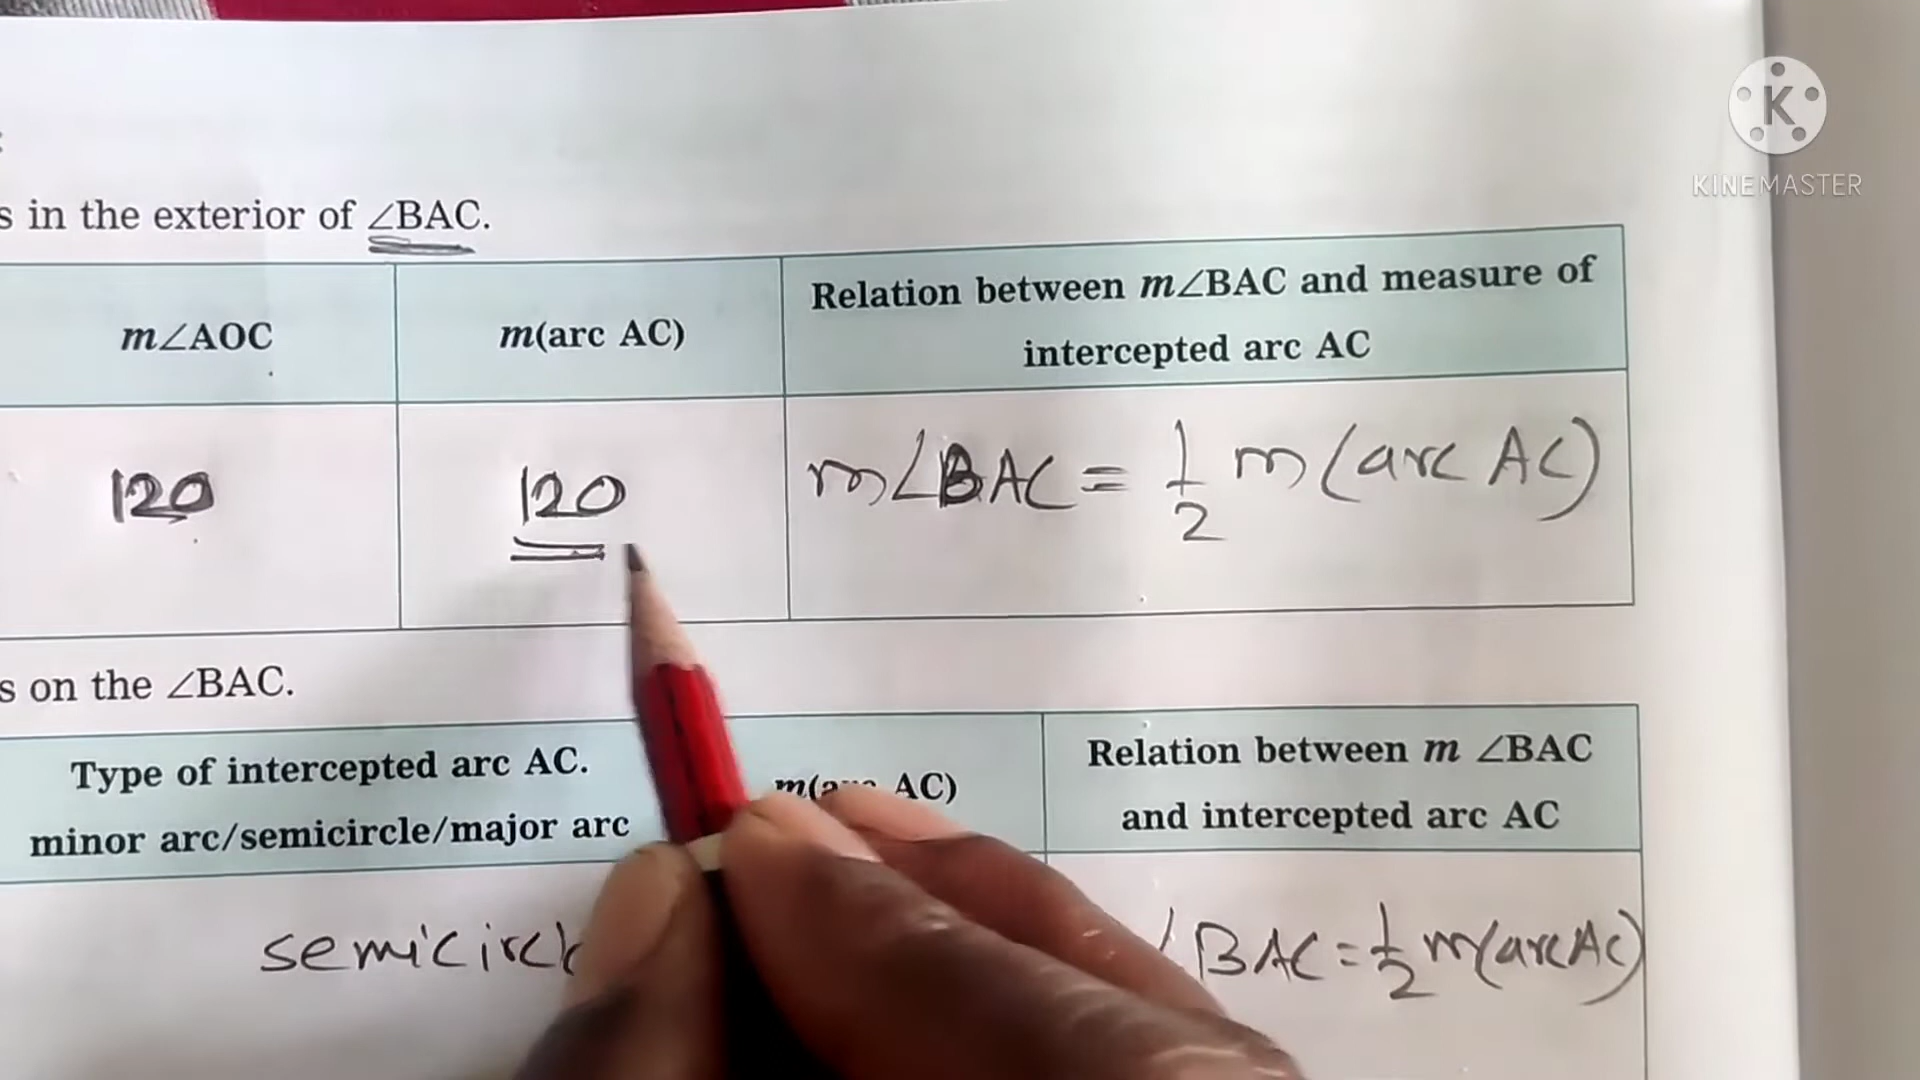 K
KINEMASTER
s in the exterior of ∠BAC.
m∠AOC
m(arc AC)
Relation between m∠BAC and measure of
intercepted arc AC
120
120
m∠BAC = 1/2 m(arc AC)
s on the ∠BAC.
Type of intercepted arc AC.
minor arc/semicircle/major arc
AC)
Relation between m ∠BAC
and intercepted arc AC
∠BAC = 1/2 m(arc AC)